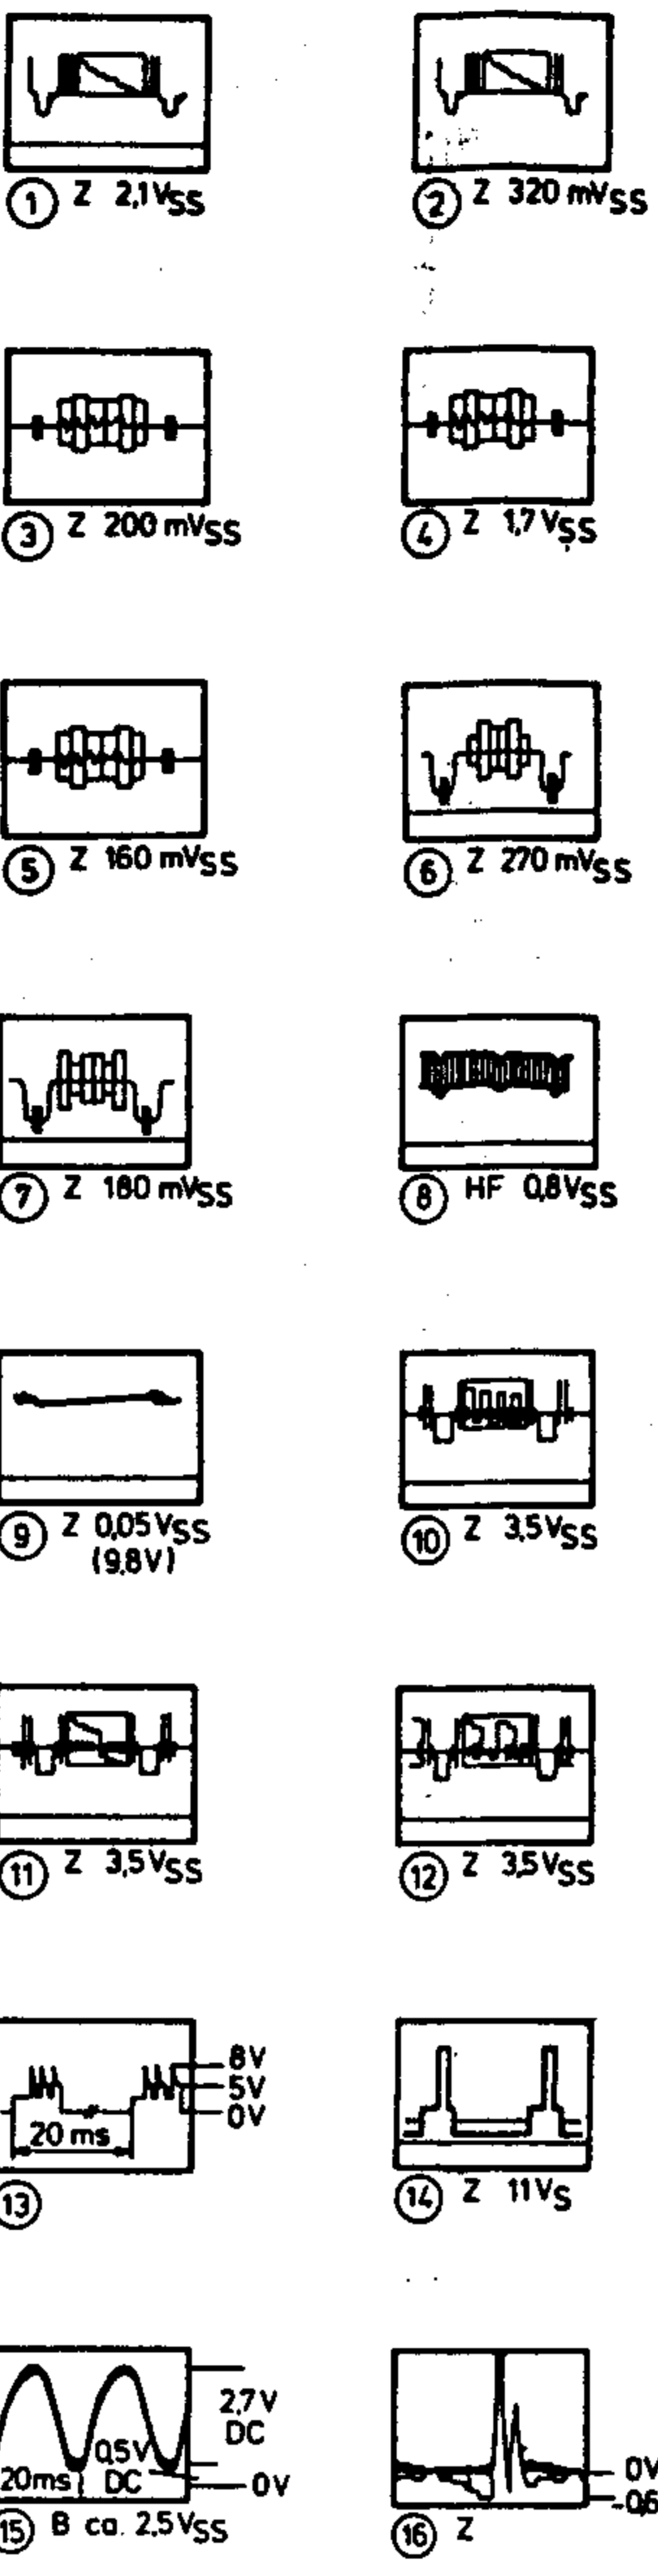 1 Z 2,1VSS
2 Z 320 mVSS
3 Z 200 mVSS
4 Z 1,7VSS
5 Z 160 mVSS
6 Z 270 mVSS
7 Z 180 mVSS
8 HF 0,8VSS
9 Z 0,05VSS
(9,8V)
10 Z 3,5VSS
11 Z 3,5VSS
12 Z 3,5VSS
8V
5V
0V
20 ms
13
14 Z 11VS
2,7V
DC
0,5V
DC
20ms
0V
15 B ca. 2,5VSS
0V
-0,6
16 Z